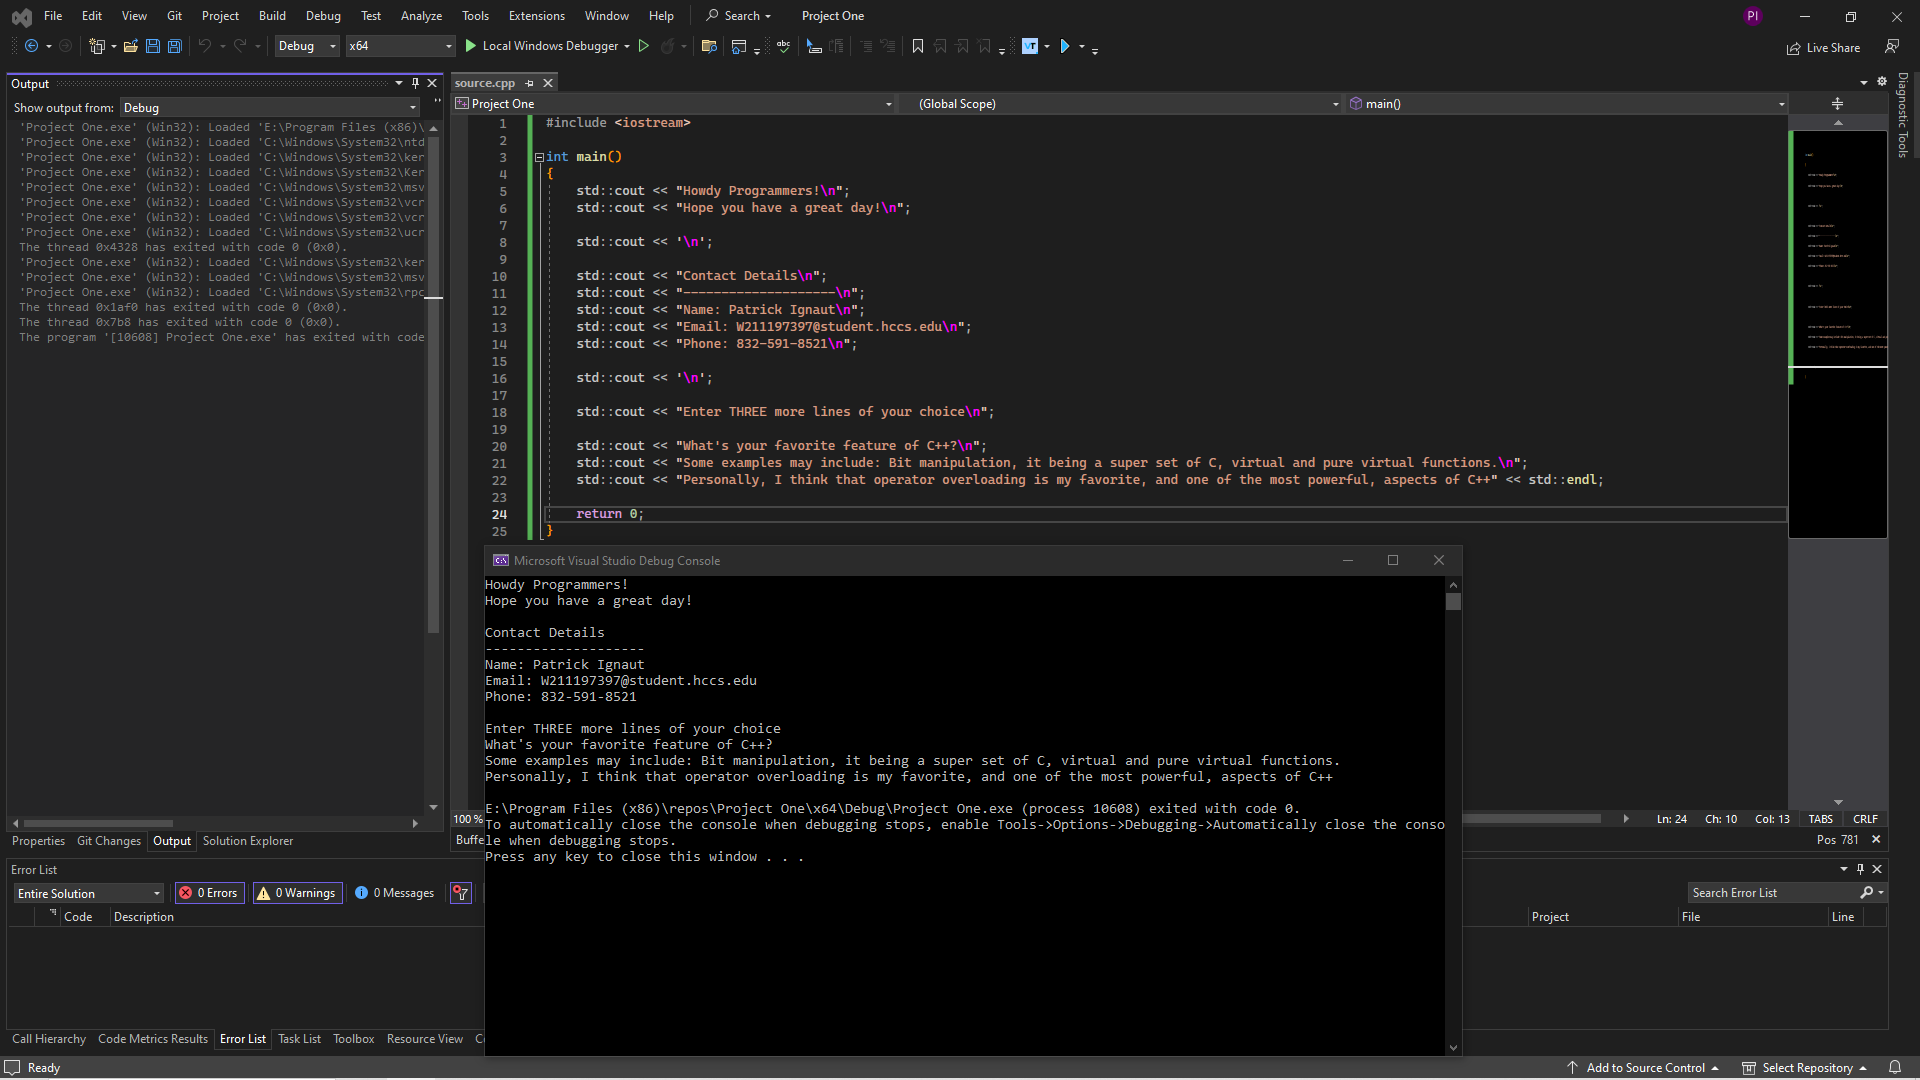 File Edit View Git Project Build Debug Test Analyze Tools Extensions Window Help Search Project One PI
Debug x64 Local Windows Debugger Live Share
Output
Show output from: Debug
'Project One.exe' (Win32): Loaded 'E:\Program Files (x86)\
'Project One.exe' (Win32): Loaded 'C:\Windows\System32\ntd
'Project One.exe' (Win32): Loaded 'C:\Windows\System32\ker
'Project One.exe' (Win32): Loaded 'C:\Windows\System32\Ker
'Project One.exe' (Win32): Loaded 'C:\Windows\System32\msv
'Project One.exe' (Win32): Loaded 'C:\Windows\System32\vcr
'Project One.exe' (Win32): Loaded 'C:\Windows\System32\vcr
'Project One.exe' (Win32): Loaded 'C:\Windows\System32\ucr
The thread 0x4328 has exited with code 0 (0x0).
'Project One.exe' (Win32): Loaded 'C:\Windows\System32\ker
'Project One.exe' (Win32): Loaded 'C:\Windows\System32\msv
'Project One.exe' (Win32): Loaded 'C:\Windows\System32\rpc
The thread 0x1af0 has exited with code 0 (0x0).
The thread 0x7b8 has exited with code 0 (0x0).
The program '[10608] Project One.exe' has exited with code
Properties Git Changes Output Solution Explorer
source.cpp
Project One (Global Scope) main()
1 #include <iostream>
2
3 int main()
4 {
5 std::cout << "Howdy Programmers!\n";
6 std::cout << "Hope you have a great day!\n";
7
8 std::cout << '\n';
9
10 std::cout << "Contact Details\n";
11 std::cout << "--------------------\n";
12 std::cout << "Name: Patrick Ignaut\n";
13 std::cout << "Email: W211197397@student.hccs.edu\n";
14 std::cout << "Phone: 832-591-8521\n";
15
16 std::cout << '\n';
17
18 std::cout << "Enter THREE more lines of your choice\n";
19
20 std::cout << "What's your favorite feature of C++?\n";
21 std::cout << "Some examples may include: Bit manipulation, it being a super set of C, virtual and pure virtual functions.\n";
22 std::cout << "Personally, I think that operator overloading is my favorite, and one of the most powerful, aspects of C++" << std::endl;
23
24 return 0;
25 }
Diagnostic Tools
100 % Ln: 24 Ch: 10 Col: 13 TABS CRLF
Buffe Pos 781
Microsoft Visual Studio Debug Console
Howdy Programmers!
Hope you have a great day!
Contact Details
--------------------
Name: Patrick Ignaut
Email: W211197397@student.hccs.edu
Phone: 832-591-8521
Enter THREE more lines of your choice
What's your favorite feature of C++?
Some examples may include: Bit manipulation, it being a super set of C, virtual and pure virtual functions.
Personally, I think that operator overloading is my favorite, and one of the most powerful, aspects of C++
E:\Program Files (x86)\repos\Project One\x64\Debug\Project One.exe (process 10608) exited with code 0.
To automatically close the console when debugging stops, enable Tools->Options->Debugging->Automatically close the conso
le when debugging stops.
Press any key to close this window . . .
Error List
Entire Solution 0 Errors 0 Warnings 0 Messages Search Error List
Code Description Project File Line
Call Hierarchy Code Metrics Results Error List Task List Toolbox Resource View C
Ready Add to Source Control Select Repository